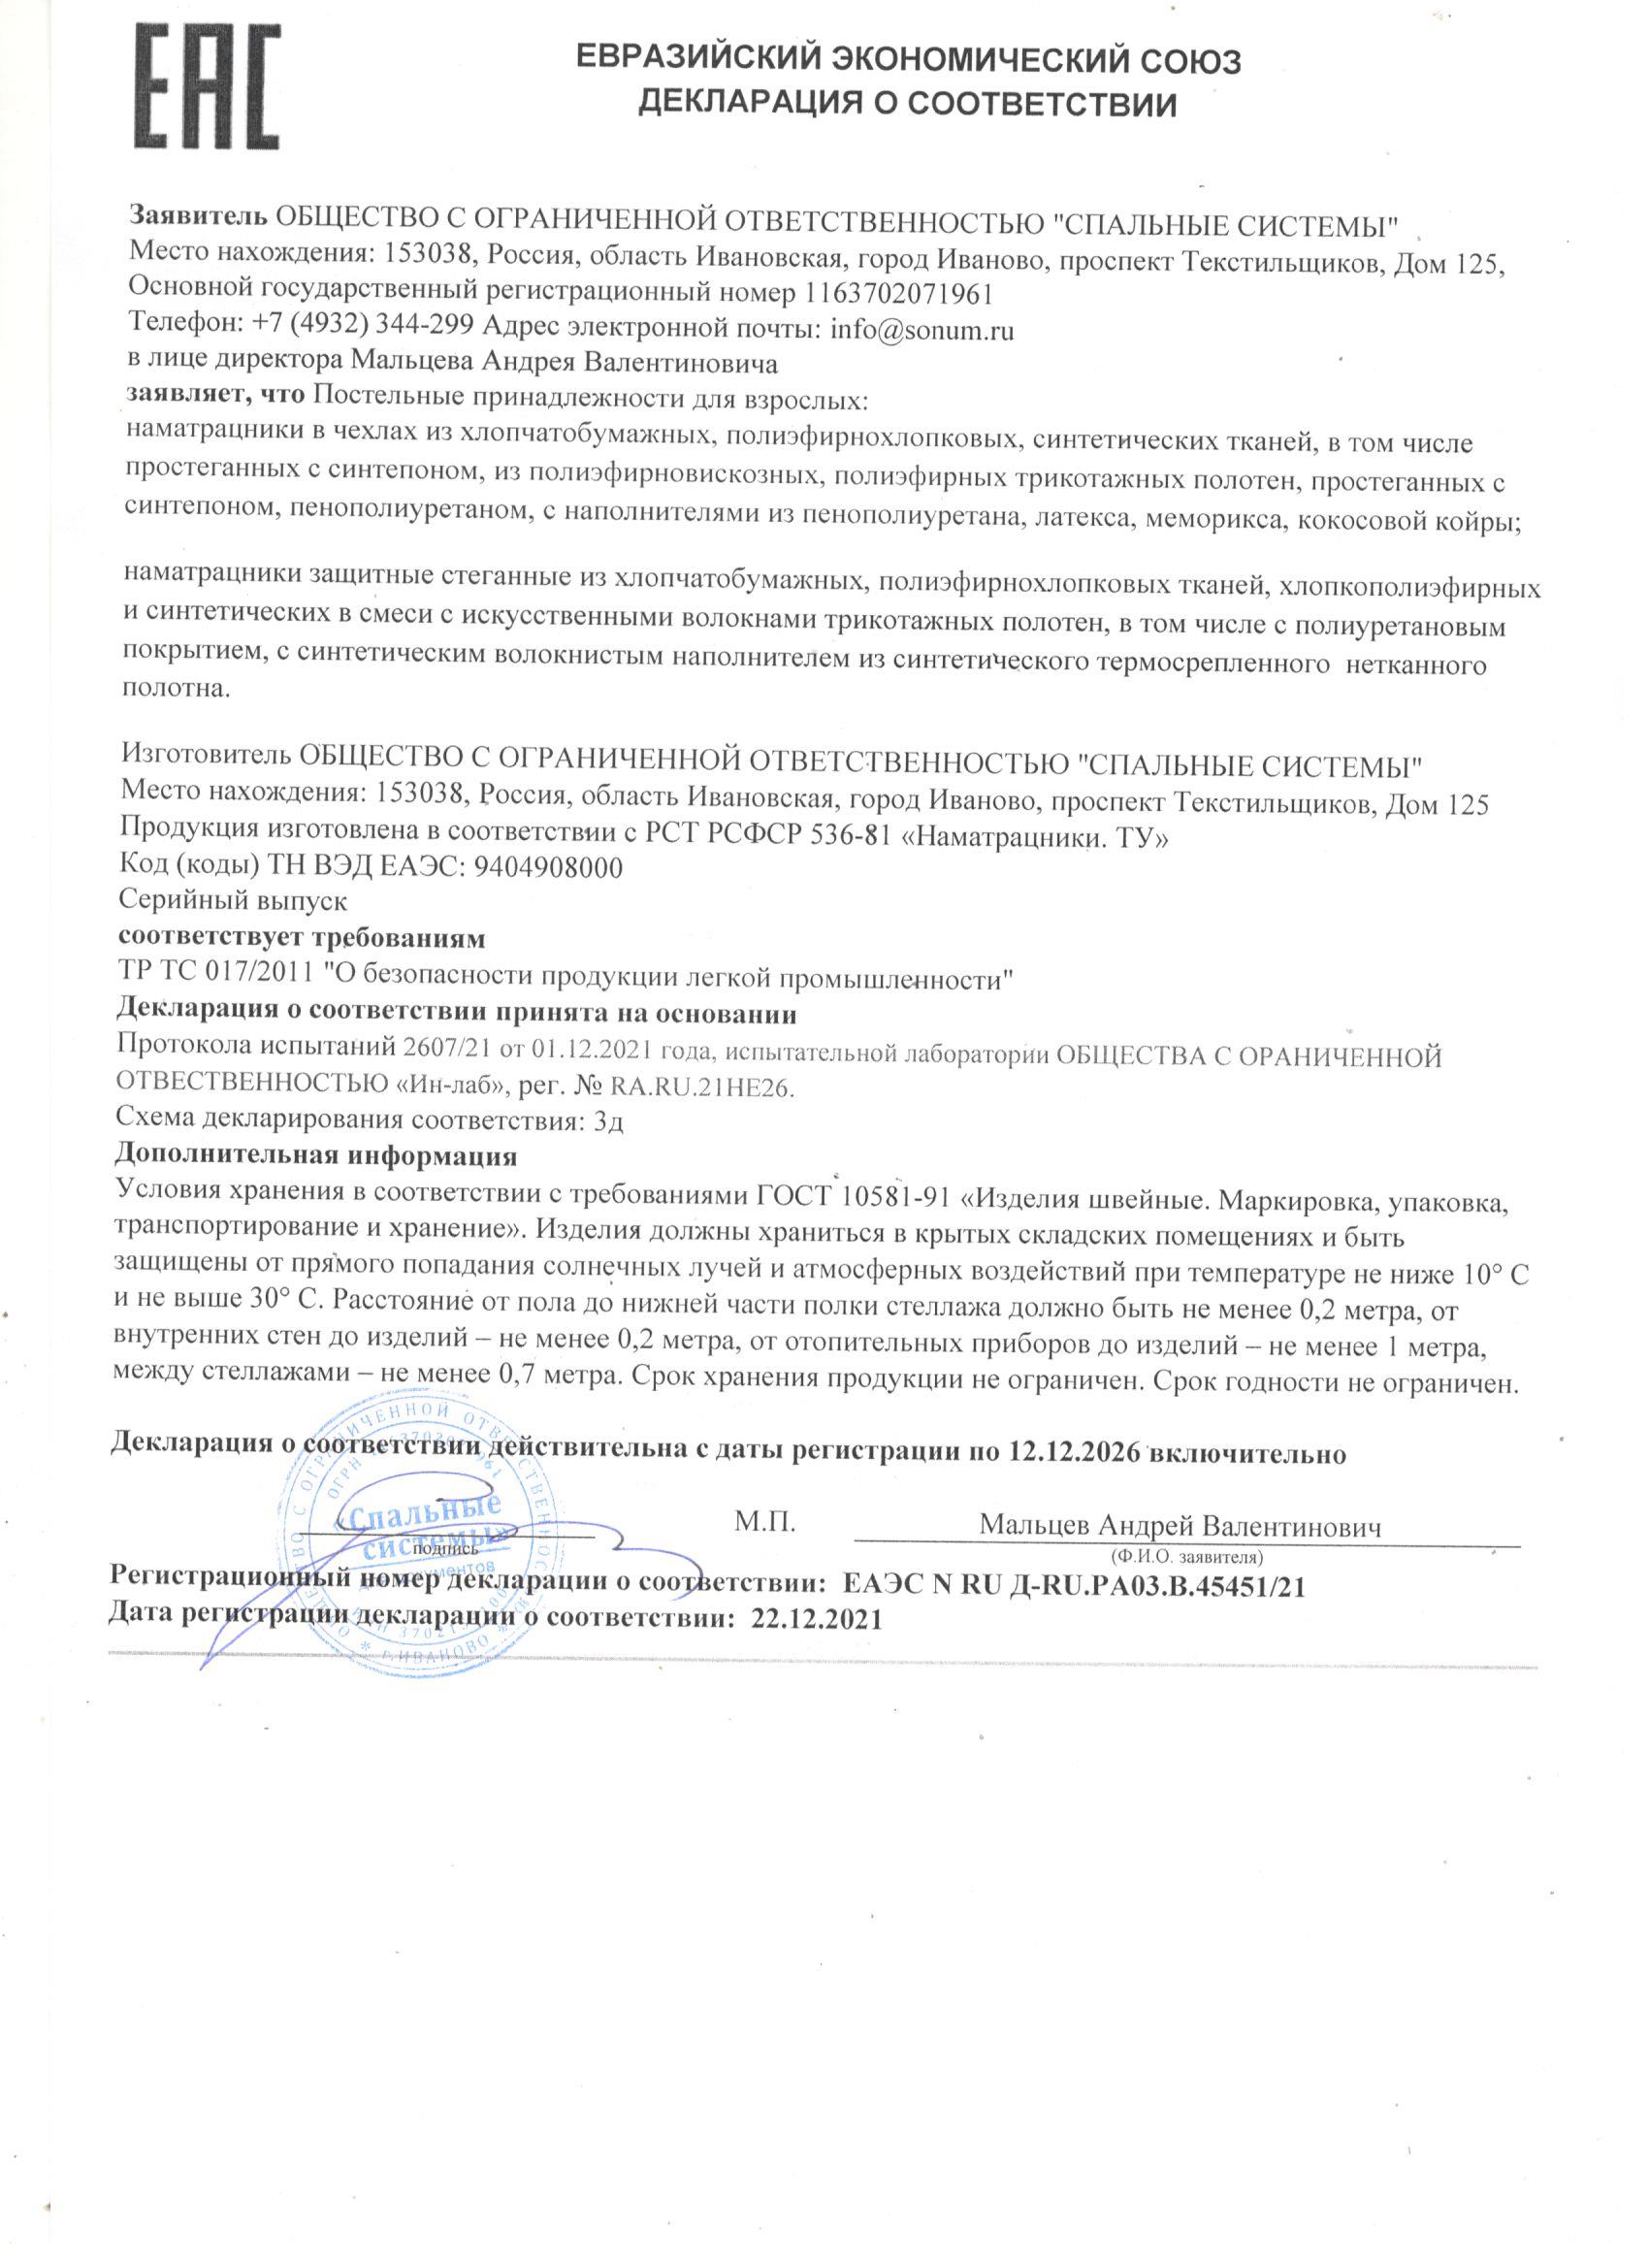 ЕАС
ЕВРАЗИЙСКИЙ ЭКОНОМИЧЕСКИЙ СОЮЗ
ДЕКЛАРАЦИЯ О СООТВЕТСТВИИ
Заявитель ОБЩЕСТВО С ОГРАНИЧЕННОЙ ОТВЕТСТВЕННОСТЬЮ "СПАЛЬНЫЕ СИСТЕМЫ"
Место нахождения: 153038, Россия, область Ивановская, город Иваново, проспект Текстильщиков, Дом 125,
Основной государственный регистрационный номер 1163702071961
Телефон: +7 (4932) 344-299 Адрес электронной почты: info@sonum.ru
в лице директора Мальцева Андрея Валентиновича
заявляет, что Постельные принадлежности для взрослых:
наматрацники в чехлах из хлопчатобумажных, полиэфирнохлопковых, синтетических тканей, в том числе
простеганных с синтепоном, из полиэфирновискозных, полиэфирных трикотажных полотен, простеганных с
синтепоном, пенополиуретаном, с наполнителями из пенополиуретана, латекса, меморикса, кокосовой койры;
наматрацники защитные стеганные из хлопчатобумажных, полиэфирнохлопковых тканей, хлопкополиэфирных
и синтетических в смеси с искусственными волокнами трикотажных полотен, в том числе с полиуретановым
покрытием, с синтетическим волокнистым наполнителем из синтетического термосрепленного нетканного
полотна.
Изготовитель ОБЩЕСТВО С ОГРАНИЧЕННОЙ ОТВЕТСТВЕННОСТЬЮ "СПАЛЬНЫЕ СИСТЕМЫ"
Место нахождения: 153038, Россия, область Ивановская, город Иваново, проспект Текстильщиков, Дом 125
Продукция изготовлена в соответствии с РСТ РСФСР 536-81 «Наматрацники. ТУ»
Код (коды) ТН ВЭД ЕАЭС: 9404908000
Серийный выпуск
соответствует требованиям
ТР ТС 017/2011 "О безопасности продукции легкой промышленности"
Декларация о соответствии принята на основании
Протокола испытаний 2607/21 от 01.12.2021 года, испытательной лаборатории ОБЩЕСТВА С ОРАНИЧЕННОЙ
ОТВЕСТВЕННОСТЬЮ «Ин-лаб», рег. № RA.RU.21НЕ26.
Схема декларирования соответствия: 3д
Дополнительная информация
Условия хранения в соответствии с требованиями ГОСТ 10581-91 «Изделия швейные. Маркировка, упаковка,
транспортирование и хранение». Изделия должны храниться в крытых складских помещениях и быть
защищены от прямого попадания солнечных лучей и атмосферных воздействий при температуре не ниже 10° С
и не выше 30° С. Расстояние от пола до нижней части полки стеллажа должно быть не менее 0,2 метра, от
внутренних стен до изделий – не менее 0,2 метра, от отопительных приборов до изделий – не менее 1 метра,
между стеллажами – не менее 0,7 метра. Срок хранения продукции не ограничен. Срок годности не ограничен.
Декларация о соответствии действительна с даты регистрации по 12.12.2026 включительно
«Спальные
системы»
М.П.
Мальцев Андрей Валентинович
подпись
(Ф.И.О. заявителя)
Регистрационный номер декларации о соответствии: ЕАЭС N RU Д-RU.РА03.В.45451/21
Дата регистрации декларации о соответствии: 22.12.2021
г.ИВАНОВО